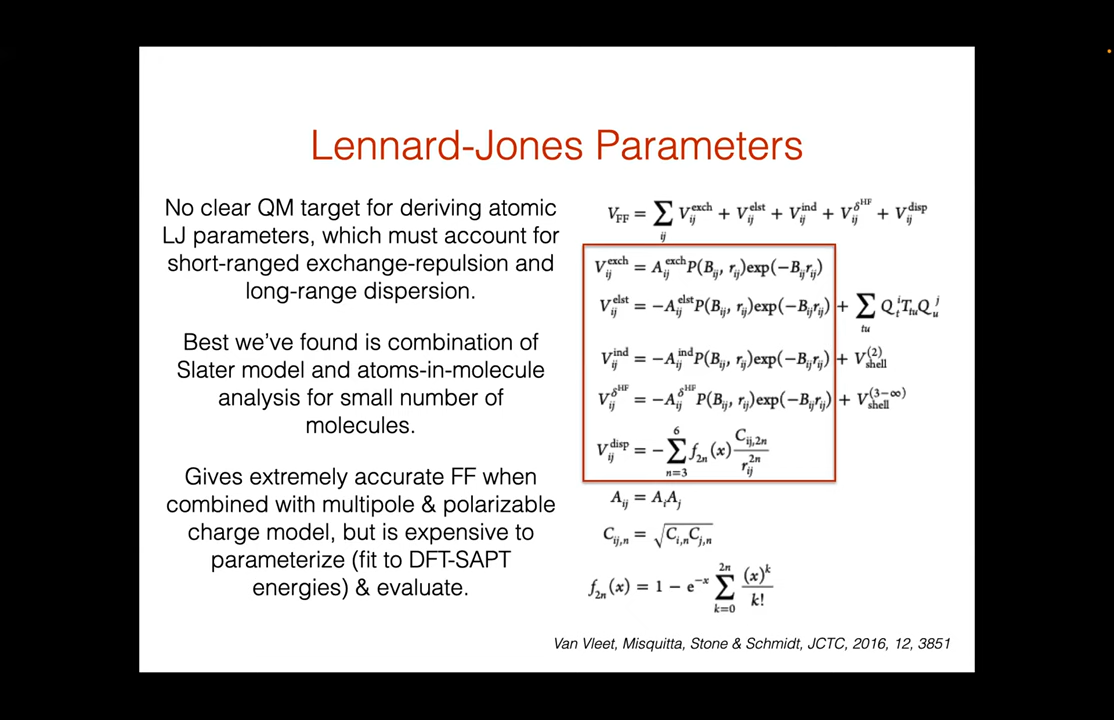 Lennard-Jones Parameters
No clear QM target for deriving atomic
LJ parameters, which must account for
short-ranged exchange-repulsion and
long-range dispersion.
Best we've found is combination of
Slater model and atoms-in-molecule
analysis for small number of
molecules.
Gives extremely accurate FF when
combined with multipole & polarizable
charge model, but is expensive to
parameterize (fit to DFT-SAPT
energies) & evaluate.
V_FF = ∑_ij V_ij^exch + V_ij^elst + V_ij^ind + V_ij^δ^HF + V_ij^disp
V_ij^exch = A_ij^exch P(B_ij, r_ij)exp(−B_ij r_ij)
V_ij^elst = −A_ij^elst P(B_ij, r_ij)exp(−B_ij r_ij) + ∑_tu Q_t^i T_tu Q_u^j
V_ij^ind = −A_ij^ind P(B_ij, r_ij)exp(−B_ij r_ij) + V_shell^(2)
V_ij^δ^HF = −A_ij^δ^HF P(B_ij, r_ij)exp(−B_ij r_ij) + V_shell^(3−∞)
V_ij^disp = −∑_{n=3}^6 f_2n(x) C_ij,2n / r_ij^2n
A_ij = A_i A_j
C_ij,n = √(C_i,n C_j,n)
f_2n(x) = 1 − e^−x ∑_{k=0}^2n (x)^k / k!
Van Vleet, Misquitta, Stone & Schmidt, JCTC, 2016, 12, 3851